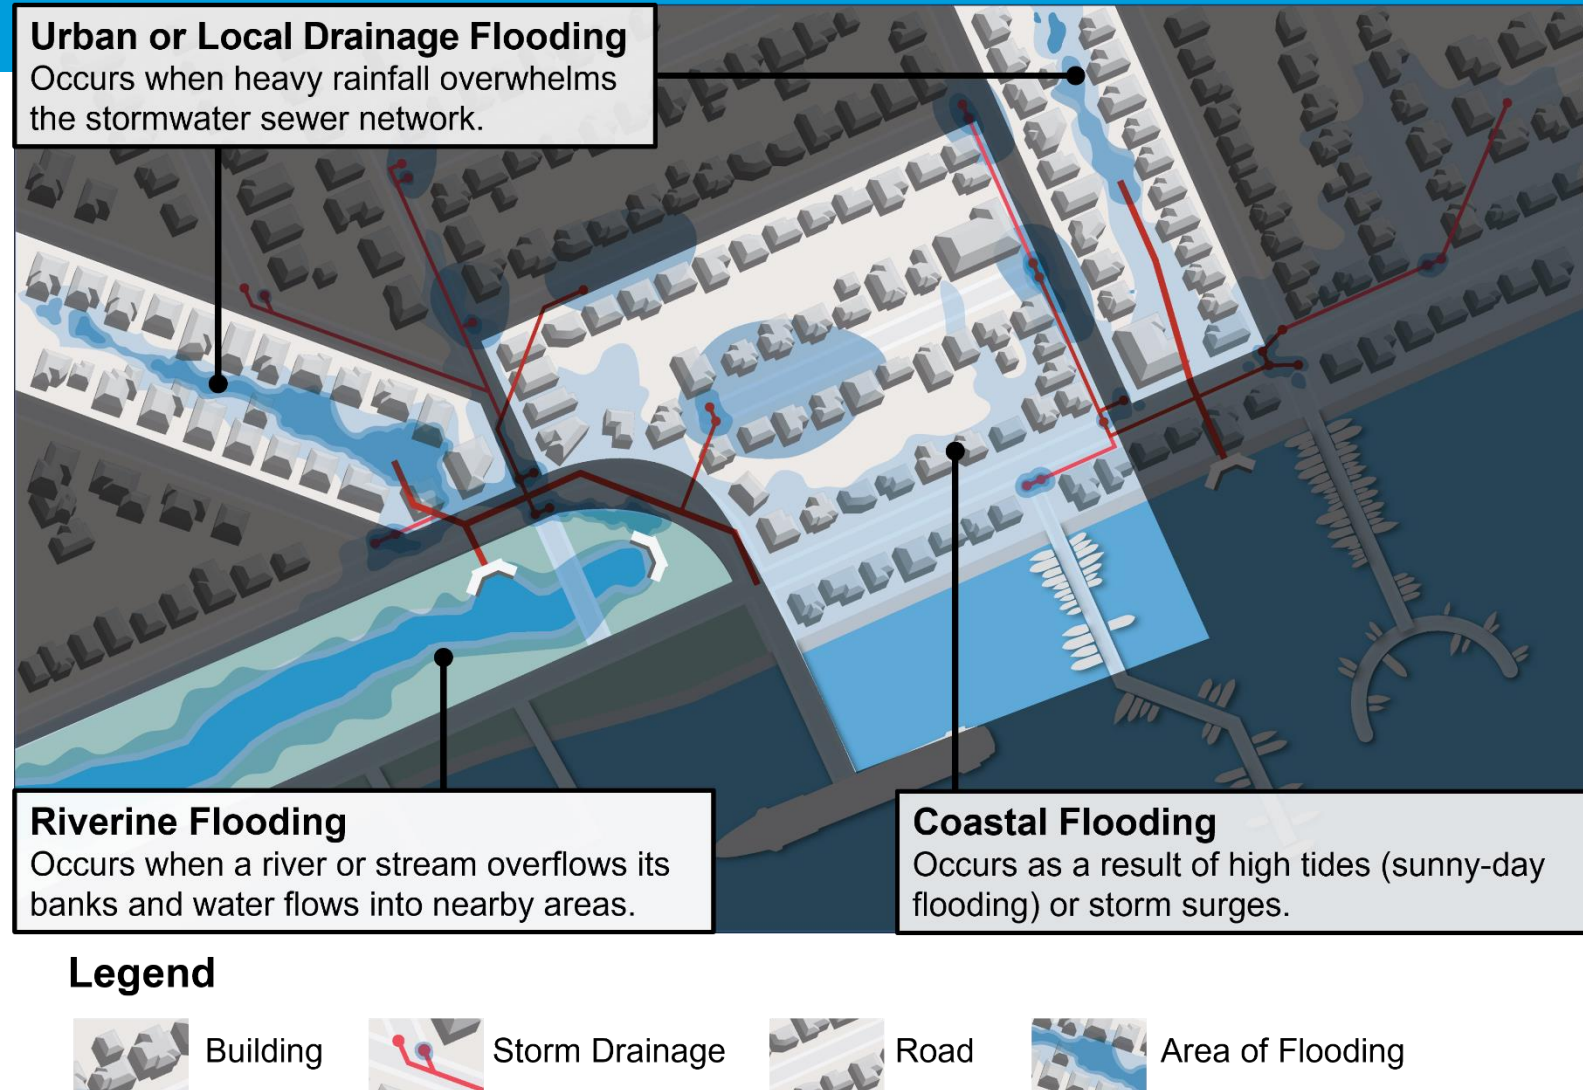 Urban or Local Drainage Flooding
Occurs when heavy rainfall overwhelms
the stormwater sewer network.
Riverine Flooding
Occurs when a river or stream overflows its
banks and water flows into nearby areas.
Coastal Flooding
Occurs as a result of high tides (sunny-day
flooding) or storm surges.
Legend
Building
Storm Drainage
Road
Area of Flooding